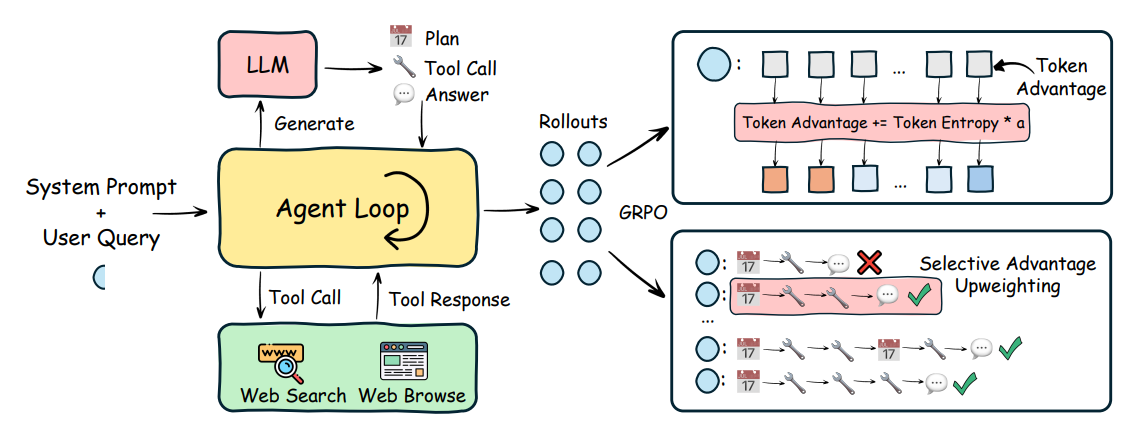 LLM
17 Plan
Tool Call
Answer
Generate
System Prompt
+
User Query
Agent Loop
Tool Call
Tool Response
www
Web Search
Web Browse
Rollouts
GRPO
:
...
Token
Advantage
Token Advantage += Token Entropy * a
...
: 17
Selective Advantage
Upweighting
: 17
...
: 17 17
: 17